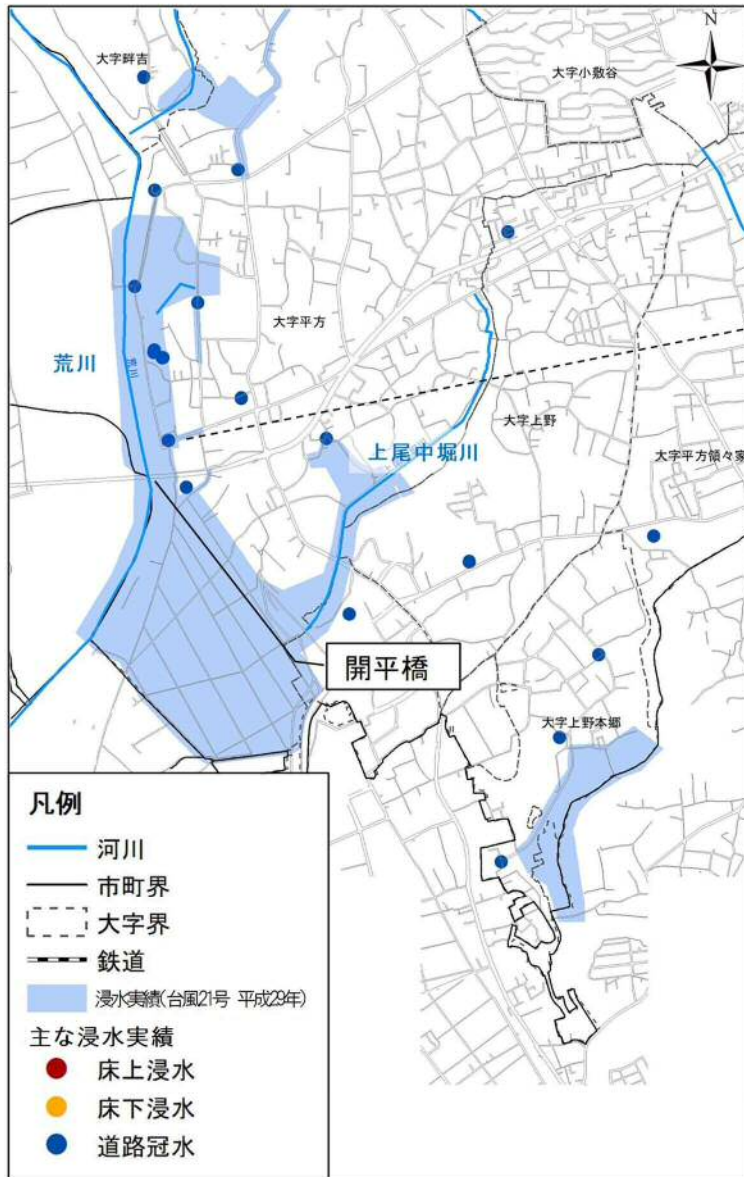 N
大字畔吉
大字小敷谷
大字平方
荒川
荒川
大字上野
上尾中堀川
大字平方領々家
開平橋
大字上野本郷
凡例
河川
市町界
大字界
鉄道
浸水実績(台風21号 平成29年)
主な浸水実績
床上浸水
床下浸水
道路冠水